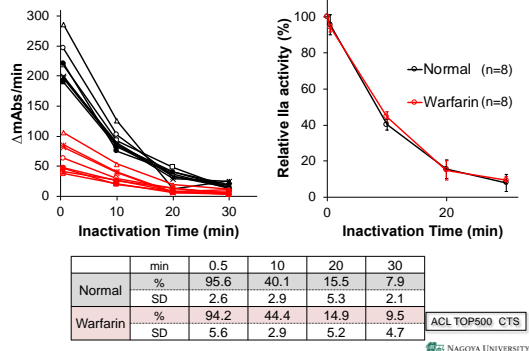 300
250
200
150
100
50
0
ΔmAbs/min
0 10 20 30
Inactivation Time (min)
100
80
60
40
20
0
Relative IIa activity (%)
Normal (n=8)
Warfarin (n=8)
0 20
Inactivation Time (min)
min 0.5 10 20 30
Normal % 95.6 40.1 15.5 7.9
SD 2.6 2.9 5.3 2.1
Warfarin % 94.2 44.4 14.9 9.5
SD 5.6 2.9 5.2 4.7
ACL TOP500 CTS
NAGOYA UNIVERSITY